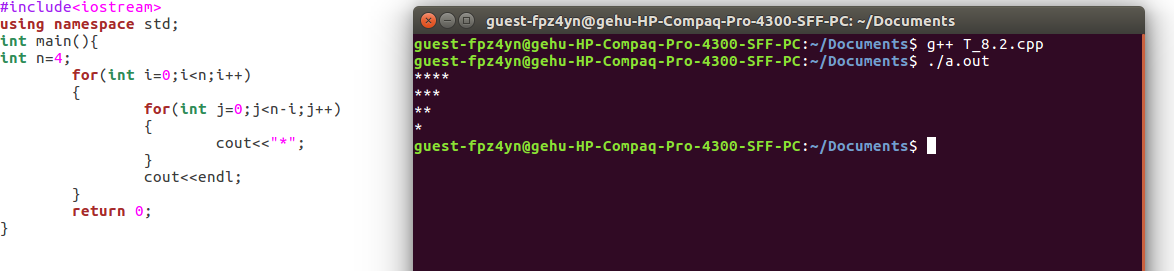 #include<iostream>
using namespace std;
int main(){
int n=4;
        for(int i=0;i<n;i++)
        {
                for(int j=0;j<n-i;j++)
                {
                        cout<<"*";
                }
                cout<<endl;
        }
        return 0;
}
guest-fpz4yn@gehu-HP-Compaq-Pro-4300-SFF-PC: ~/Documents
guest-fpz4yn@gehu-HP-Compaq-Pro-4300-SFF-PC:~/Documents$ g++ T_8.2.cpp
guest-fpz4yn@gehu-HP-Compaq-Pro-4300-SFF-PC:~/Documents$ ./a.out
****
***
**
*
guest-fpz4yn@gehu-HP-Compaq-Pro-4300-SFF-PC:~/Documents$